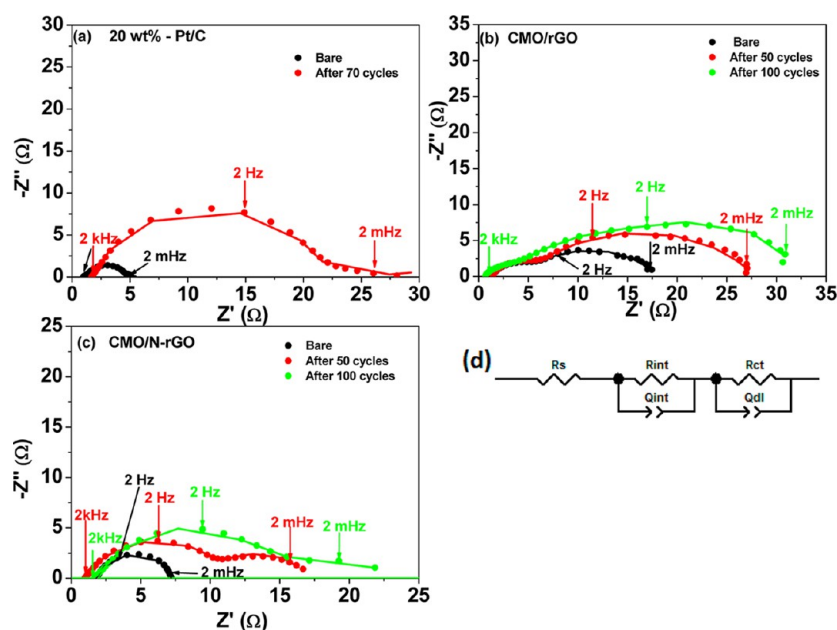 (a) 20 wt% - Pt/C
Bare
After 70 cycles
-Z'' (Ω)
30
25
20
15
10
5
0
2 Hz
2 kHz
2 mHz
2 mHz
0 5 10 15 20 25 30
Z' (Ω)
(b) CMO/rGO
Bare
After 50 cycles
After 100 cycles
-Z'' (Ω)
35
30
25
20
15
10
5
0
2 Hz
2 Hz
2 kHz
2 mHz
2 mHz
2 mHz
2 Hz
0 5 10 15 20 25 30 35
Z' (Ω)
(c) CMO/N-rGO
Bare
After 50 cycles
After 100 cycles
-Z'' (Ω)
25
20
15
10
5
0
2 Hz
2 Hz
2 Hz
2kHz
2kHz
2 mHz
2 mHz
2 mHz
0 5 10 15 20 25
Z' (Ω)
(d)
Rs Rint Rct
Qint Qdl